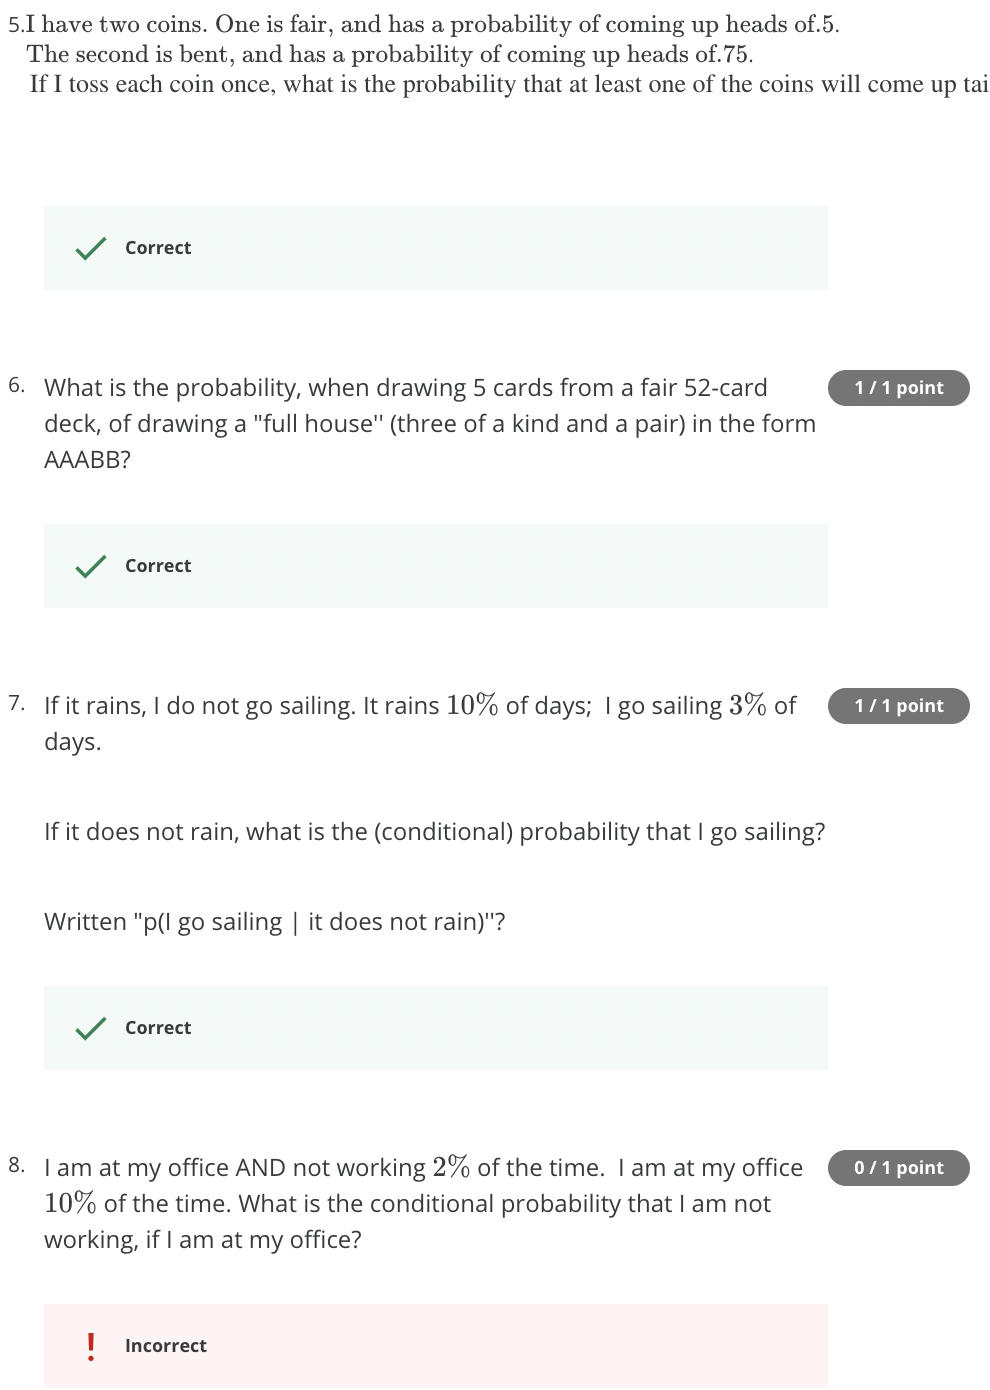 5.I have two coins. One is fair, and has a probability of coming up heads of.5.
The second is bent, and has a probability of coming up heads of.75.
If I toss each coin once, what is the probability that at least one of the coins will come up tai
Correct
6. What is the probability, when drawing 5 cards from a fair 52-card 1 / 1 point
deck, of drawing a "full house'' (three of a kind and a pair) in the form
AAABB?
Correct
7. If it rains, I do not go sailing. It rains 10% of days; I go sailing 3% of 1 / 1 point
days.
If it does not rain, what is the (conditional) probability that I go sailing?
Written "p(I go sailing | it does not rain)''?
Correct
8. I am at my office AND not working 2% of the time. I am at my office 0 / 1 point
10% of the time. What is the conditional probability that I am not
working, if I am at my office?
Incorrect